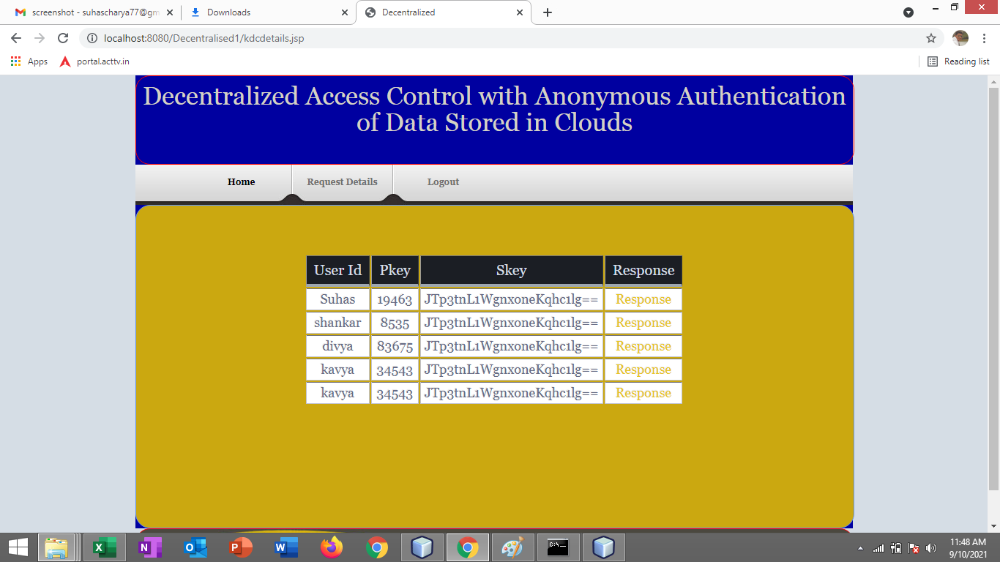 screenshot - suhascharya77@gm
Downloads
Decentralized
localhost:8080/Decentralised1/kdcdetails.jsp
Apps
portal.acttv.in
Reading list
Decentralized Access Control with Anonymous Authentication
of Data Stored in Clouds
Home Request Details Logout
User Id Pkey Skey Response
Suhas 19463 JTp3tnL1WgnxoneKqhc1lg== Response
shankar 8535 JTp3tnL1WgnxoneKqhc1lg== Response
divya 83675 JTp3tnL1WgnxoneKqhc1lg== Response
kavya 34543 JTp3tnL1WgnxoneKqhc1lg== Response
kavya 34543 JTp3tnL1WgnxoneKqhc1lg== Response
11:48 AM
9/10/2021